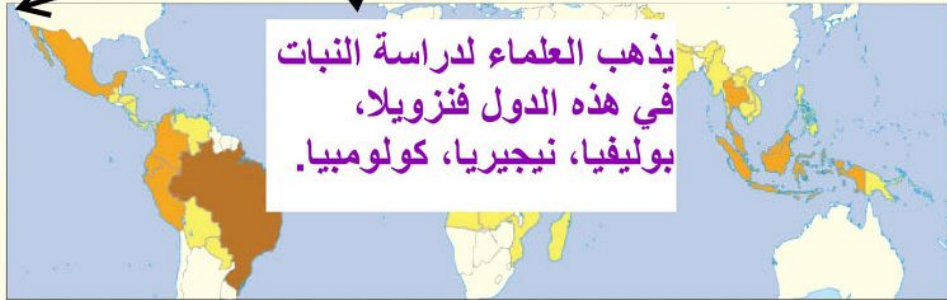 يذهب العلماء لدراسة النبات
في هذه الدول فنزويلا،
بوليفيا، نيجيريا، كولومبيا.